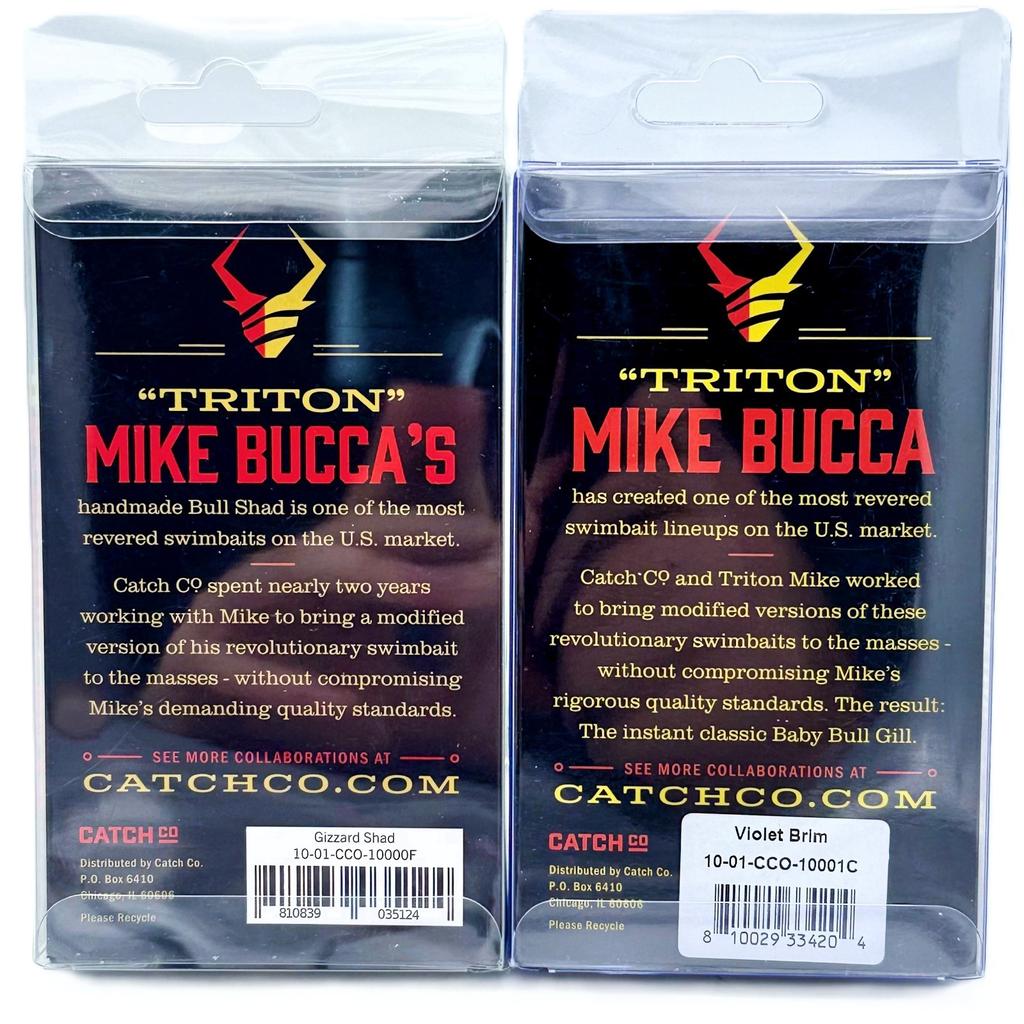 “TRITON”
MIKE BUCCA’S
handmade Bull Shad is one of the most
revered swimbaits on the U.S. market.
Catch Co spent nearly two years
working with Mike to bring a modified
version of his revolutionary swimbait
to the masses - without compromising
Mike’s demanding quality standards.
SEE MORE COLLABORATIONS AT
CATCHCO.COM
CATCH CO
Distributed by Catch Co.
P.O. Box 6410
Chicago, IL 60606
Please Recycle
Gizzard Shad
10-01-CCO-10000F
810839 035124
“TRITON”
MIKE BUCCA
has created one of the most revered
swimbait lineups on the U.S. market.
Catch Co and Triton Mike worked
to bring modified versions of these
revolutionary swimbaits to the masses -
without compromising Mike’s
rigorous quality standards. The result:
The instant classic Baby Bull Gill.
SEE MORE COLLABORATIONS AT
CATCHCO.COM
CATCH CO
Distributed by Catch Co.
P.O. Box 6410
Chicago, IL 60606
Please Recycle
Violet Brim
10-01-CCO-10001C
8 10029 33420 4